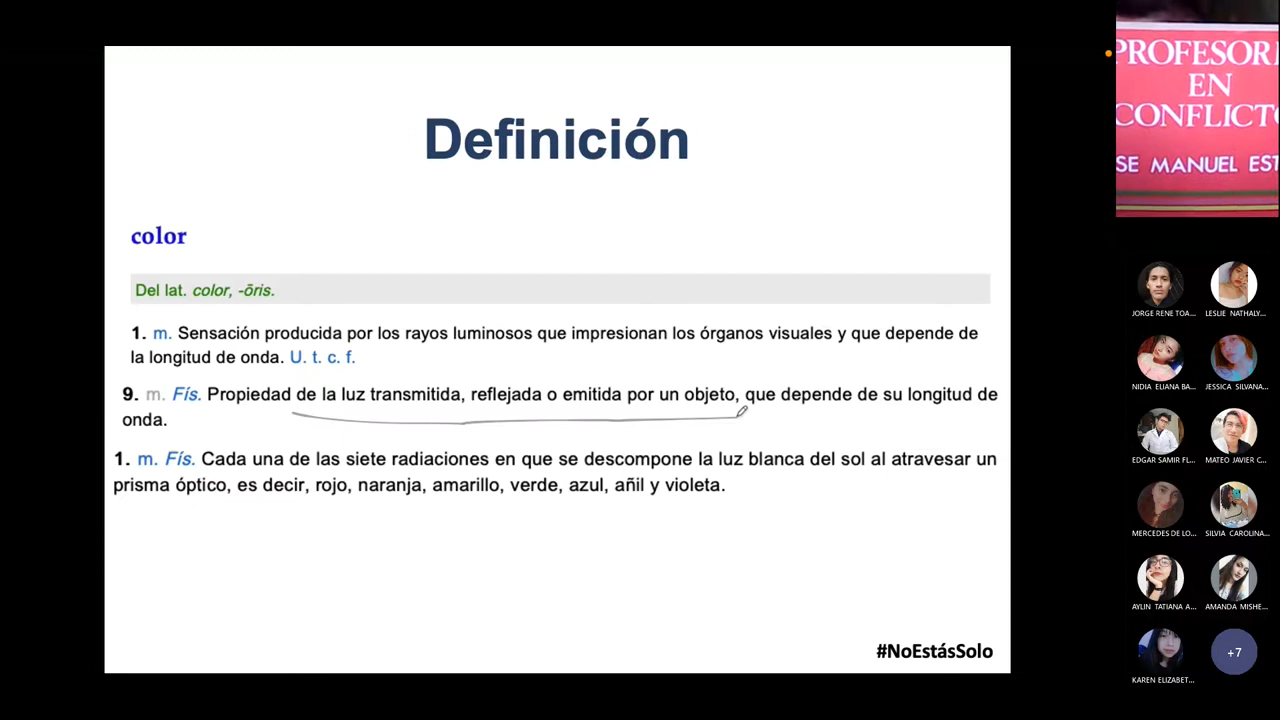 Definición
color
Del lat. color, -ōris.
1. m. Sensación producida por los rayos luminosos que impresionan los órganos visuales y que depende de
la longitud de onda. U. t. c. f.
9. m. Fís. Propiedad de la luz transmitida, reflejada o emitida por un objeto, que depende de su longitud de
onda.
1. m. Fís. Cada una de las siete radiaciones en que se descompone la luz blanca del sol al atravesar un
prisma óptico, es decir, rojo, naranja, amarillo, verde, azul, añil y violeta.
#NoEstásSolo
PROFESOR
EN
CONFLICTO
SE MANUEL EST
JORGE RENE TOA...
LESLIE NATHALY...
NIDIA ELIANA BA...
JESSICA SILVANA...
EDGAR SAMIR FL...
MATEO JAVIER C...
MERCEDES DE LO...
SILVIA CAROLINA...
AYLIN TATIANA A...
AMANDA MISHE...
KAREN ELIZABET...
+7